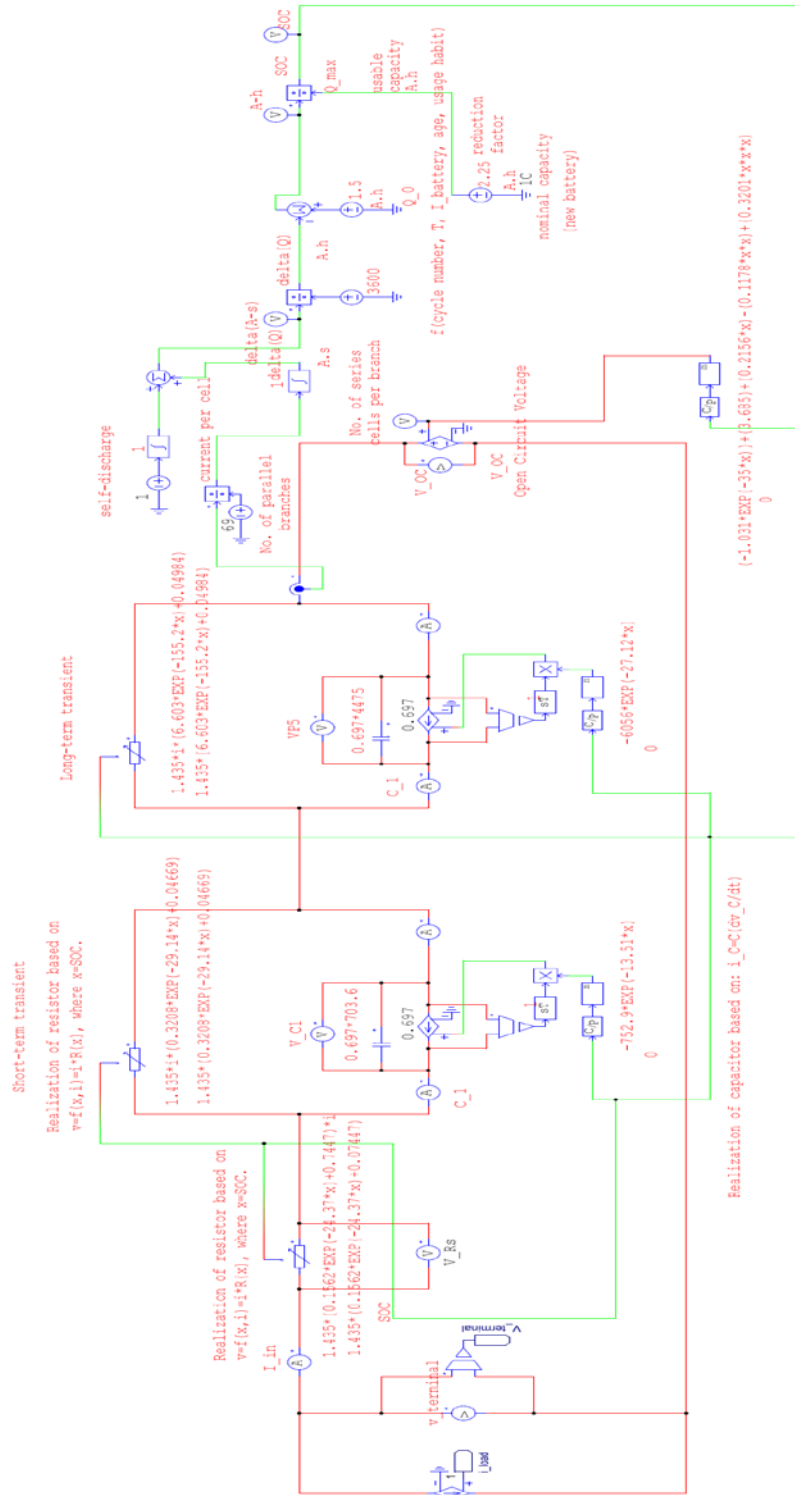 Short-term transient
Realization of resistor based on
v=f(x,i)=i*R(x), where x=SOC.
Long-term transient
self-discharge
1
1
delta(A-s)
delta(Q)
A.h
A-h
SOC
V
V
V
SOC
3600
1.5
A.h
Q_0
Q_max
usable
capacity
A.h
2.25 reduction
factor
A.h
1C
nominal capacity
(new battery)
f(cycle number, T, I_battery, age, usage habit)
current per cell
69
No. of parallel
branches
1
delta(Q)
A.s
Realization of resistor based on
v=f(x,i)=i*R(x), where x=SOC.
I_in
A
1.435*(0.1562*EXP(-24.37*x)+0.7447)*i
1.435*(0.1562*EXP(-24.37*x)+0.07447)
V
V_Rs
SOC
1.435*i*(0.3208*EXP(-29.14*x)+0.04669)
1.435*(0.3208*EXP(-29.14*x)+0.04669)
V_C1
V
0.697*703.6
0.697
A
A
C_1
sT
X
C/p
n
-752.9*EXP(-13.51*x)
0
1.435*i*(6.603*EXP(-155.2*x)+0.04984)
1.435*(6.603*EXP(-155.2*x)+0.04984)
VP5
V
0.697*4475
0.697
A
A
C_1
sT
X
C/p
n
-6056*EXP(-27.12*x)
0
No. of series
cells per branch
V
V_OC
V
V_OC
Open Circuit Voltage
C/p
n
(-1.031*EXP(-35*x))+(3.685)+(0.2156*x)-(0.1178*x*x)+(0.3201*x*x*x)
0
V_terminal
V
V_terminal
1
i_load
Realization of capacitor based on: i_C=C(dv_C/dt)